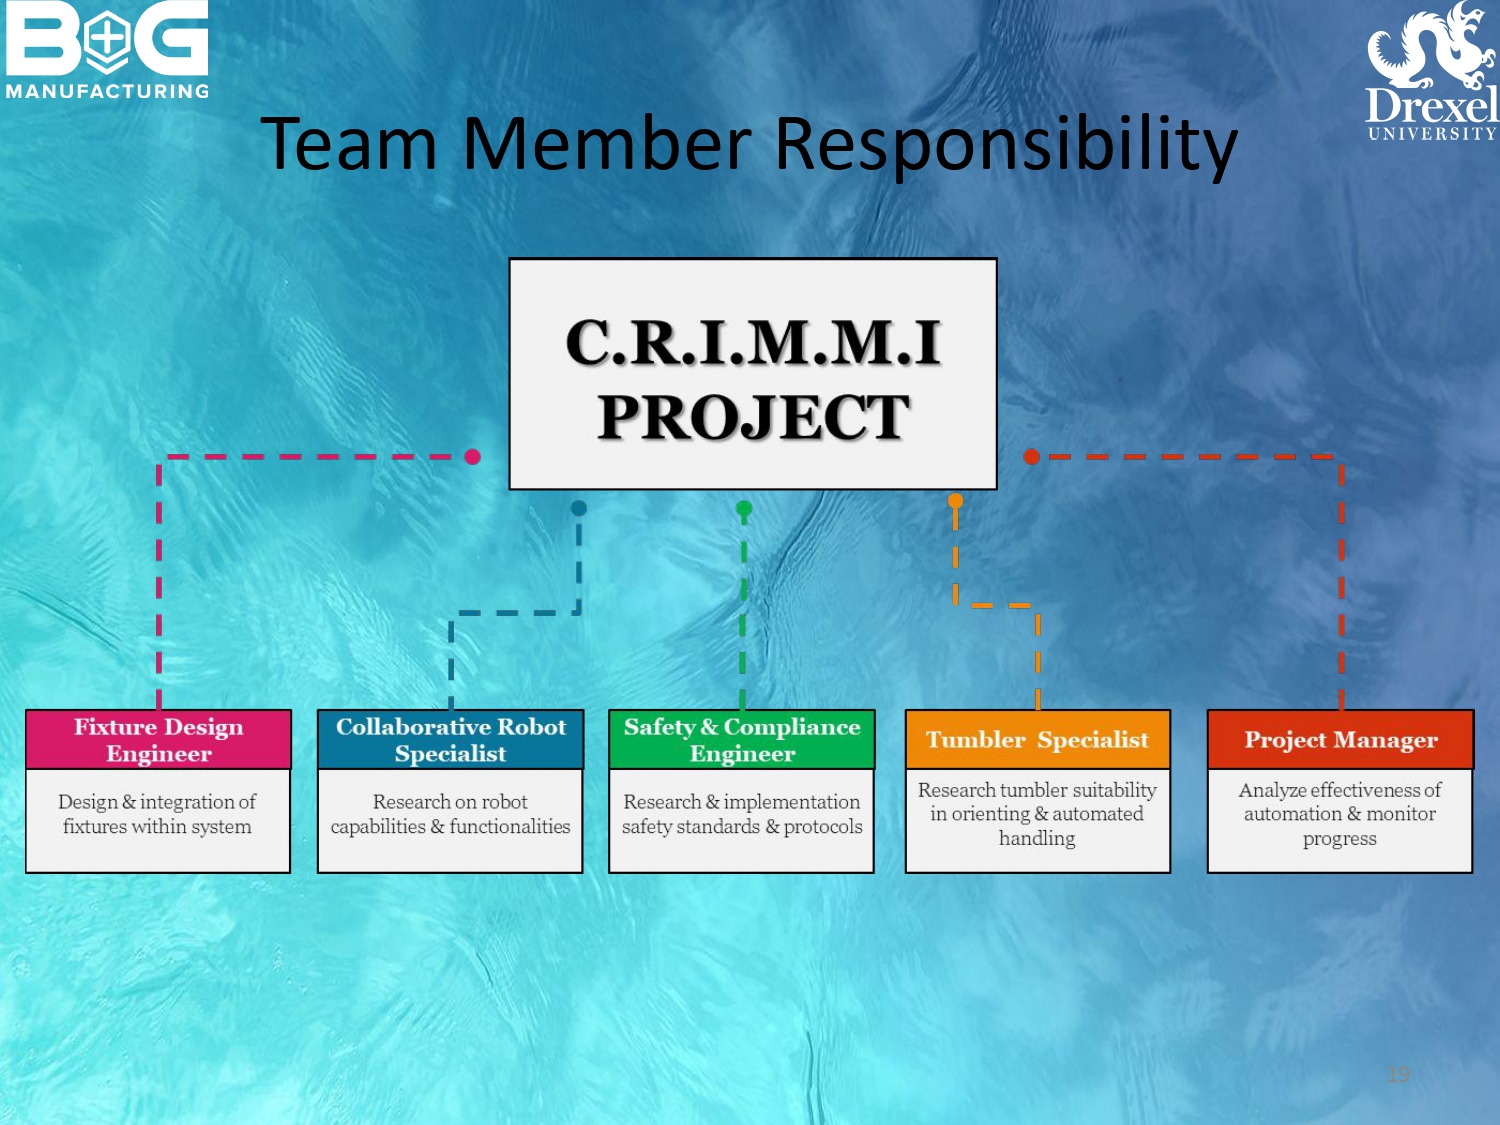 B&G
MANUFACTURING
Drexel
UNIVERSITY
Team Member Responsibility
C.R.I.M.M.I
PROJECT
Fixture Design
Engineer
Design & integration of
fixtures within system
Collaborative Robot
Specialist
Research on robot
capabilities & functionalities
Safety & Compliance
Engineer
Research & implementation
safety standards & protocols
Tumbler Specialist
Research tumbler suitability
in orienting & automated
handling
Project Manager
Analyze effectiveness of
automation & monitor
progress
19